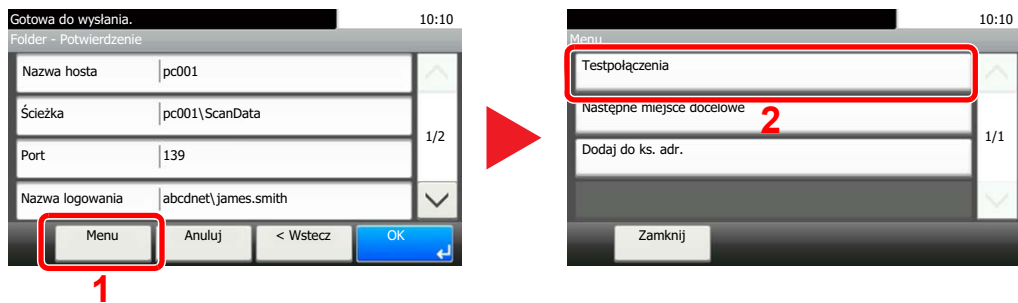 Gotowa do wysłania. 10:10
Folder - Potwierdzenie
Nazwa hosta pc001
Ścieżka pc001\ScanData
1/2
Port 139
Nazwa logowania abcdnet\james.smith
Menu Anuluj < Wstecz OK
1
10:10
Menu
Testpołączenia
Następne miejsce docelowe
2
1/1
Dodaj do ks. adr.
Zamknij